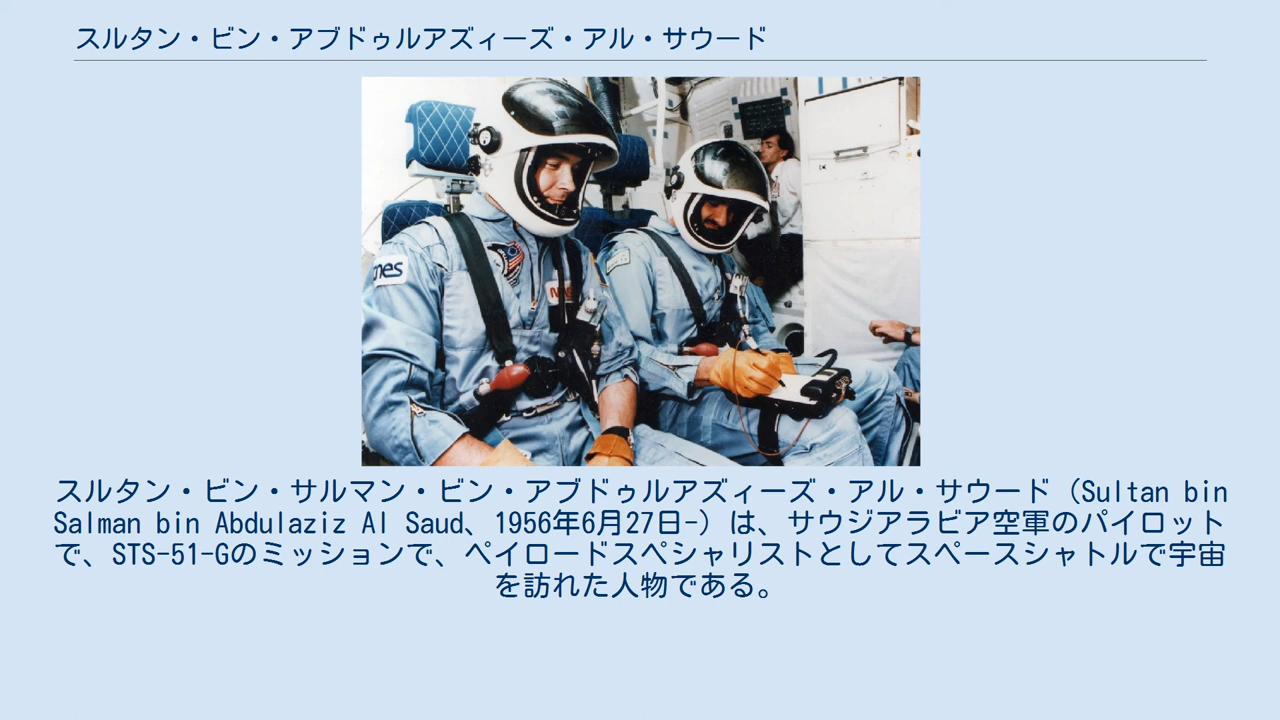 スルタン・ビン・アブドゥルアズィーズ・アル・サウード
nes
スルタン・ビン・サルマン・ビン・アブドゥルアズィーズ・アル・サウード（Sultan bin
Salman bin Abdulaziz Al Saud、1956年6月27日-）は、サウジアラビア空軍のパイロット
で、STS-51-Gのミッションで、ペイロードスペシャリストとしてスペースシャトルで宇宙
を訪れた人物である。